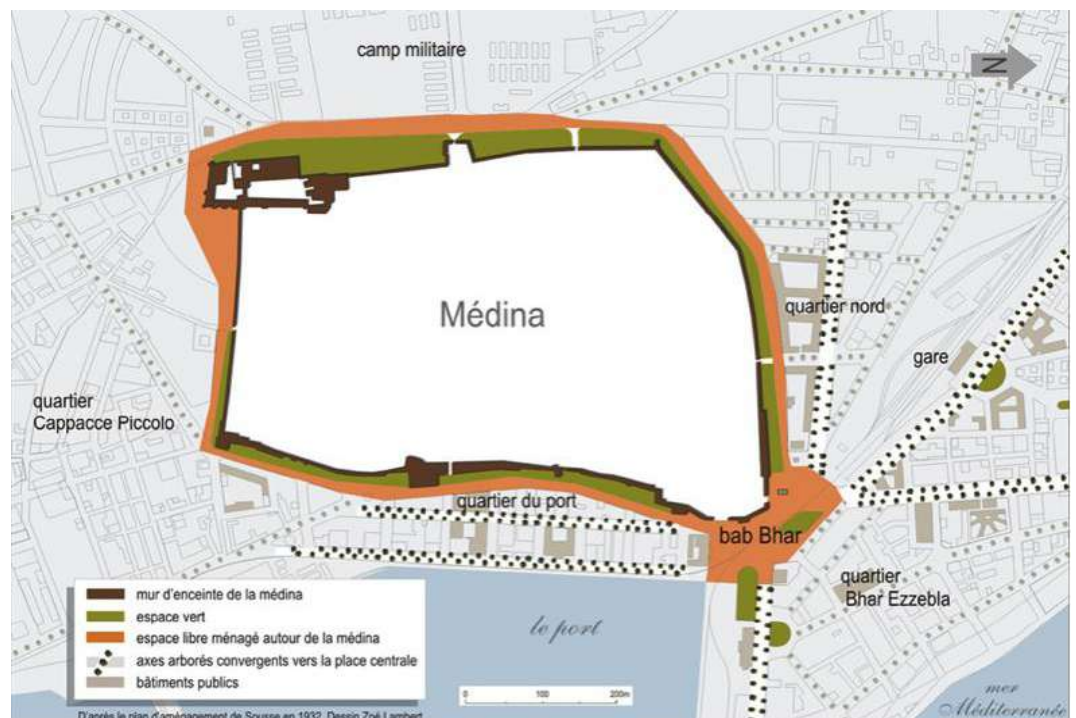 camp militaire
N
Médina
quartier nord
gare
quartier
Cappacce Piccolo
quartier du port
bab Bhar
quartier
Bhar Ezzebla
mur d'enceinte de la médina
espace vert
espace libre ménagé autour de la médina
axes arborés convergents vers la place centrale
bâtiments publics
le port
0 100 200m
mer
Méditerranée
D'après le plan d'aménagement de Sousse en 1932. Dessin Zoé Lambert